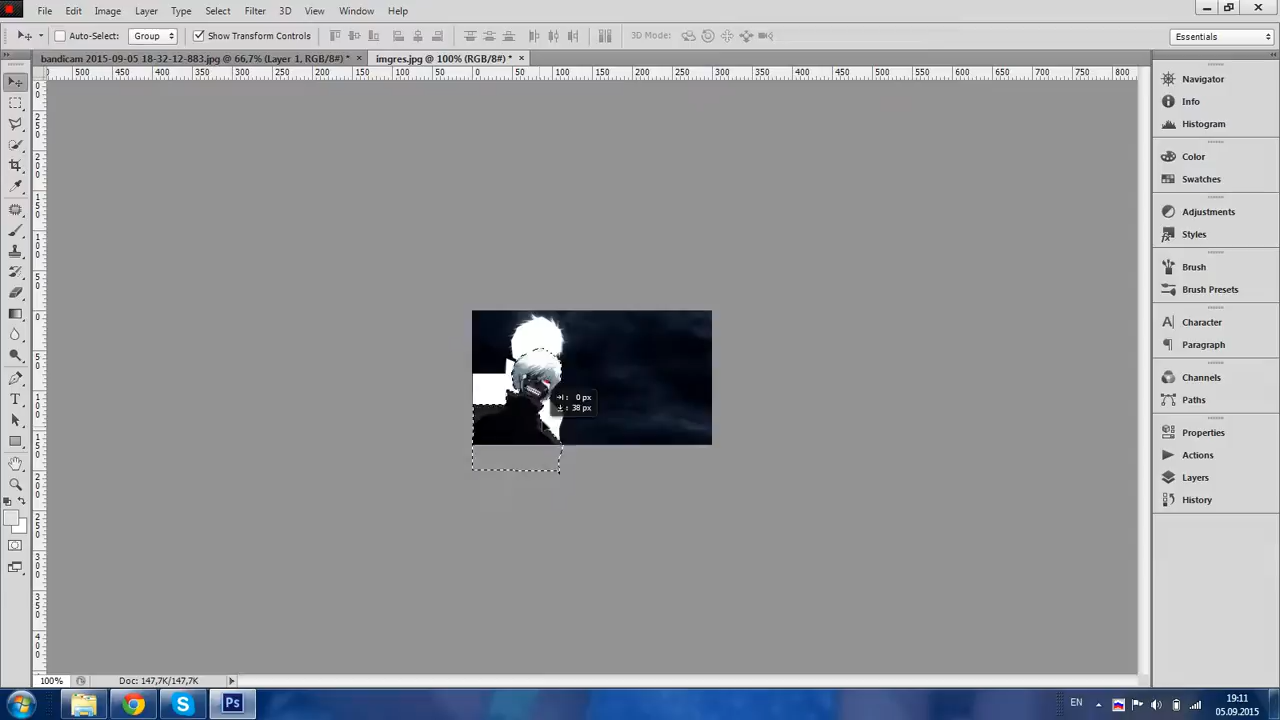 File Edit Image Layer Type Select Filter 3D View Window Help
Auto-Select: Group Show Transform Controls 3D Mode: Essentials
bandicam 2015-09-05 18-32-12-883.jpg @ 66,7% (Layer 1, RGB/8#) * × imgres.jpg @ 100% (RGB/8#) * ×
500 450 400 350 300 250 200 150 100 50 0 50 100 150 200 250 300 350 400 450 500 550 600 650 700 750 800
Navigator
Info
Histogram
Color
Swatches
Adjustments
Styles
Brush
Brush Presets
Character
Paragraph
Channels
Paths
Properties
Actions
Layers
History
0 px
38 px
100% Doc: 147,7K/147,7K
Ps EN 19:11
05.09.2015